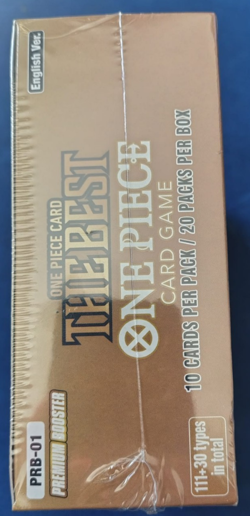 English Ver.
ONE PIECE CARD
THE BEST
ONE PIECE
CARD GAME
10 CARDS PER PACK / 20 PACKS PER BOX
PRB-01
PREMIUM BOOSTER
111+30 types
in total